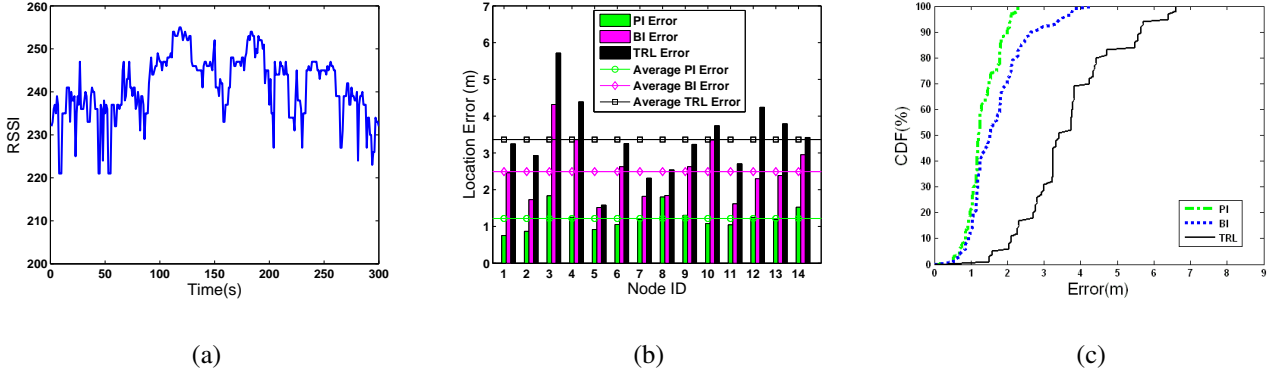 260
250
240
230
220
210
200
RSSI
0 50 100 150 200 250 300
Time(s)
(a)
7
6
5
4
3
2
1
0
Location Error (m)
PI Error
BI Error
TRL Error
Average PI Error
Average BI Error
Average TRL Error
1 2 3 4 5 6 7 8 9 10 11 12 13 14
Node ID
(b)
100
90
80
70
60
50
40
30
20
10
0
CDF(%)
PI
BI
TRL
0 1 2 3 4 5 6 7 8 9
Error(m)
(c)